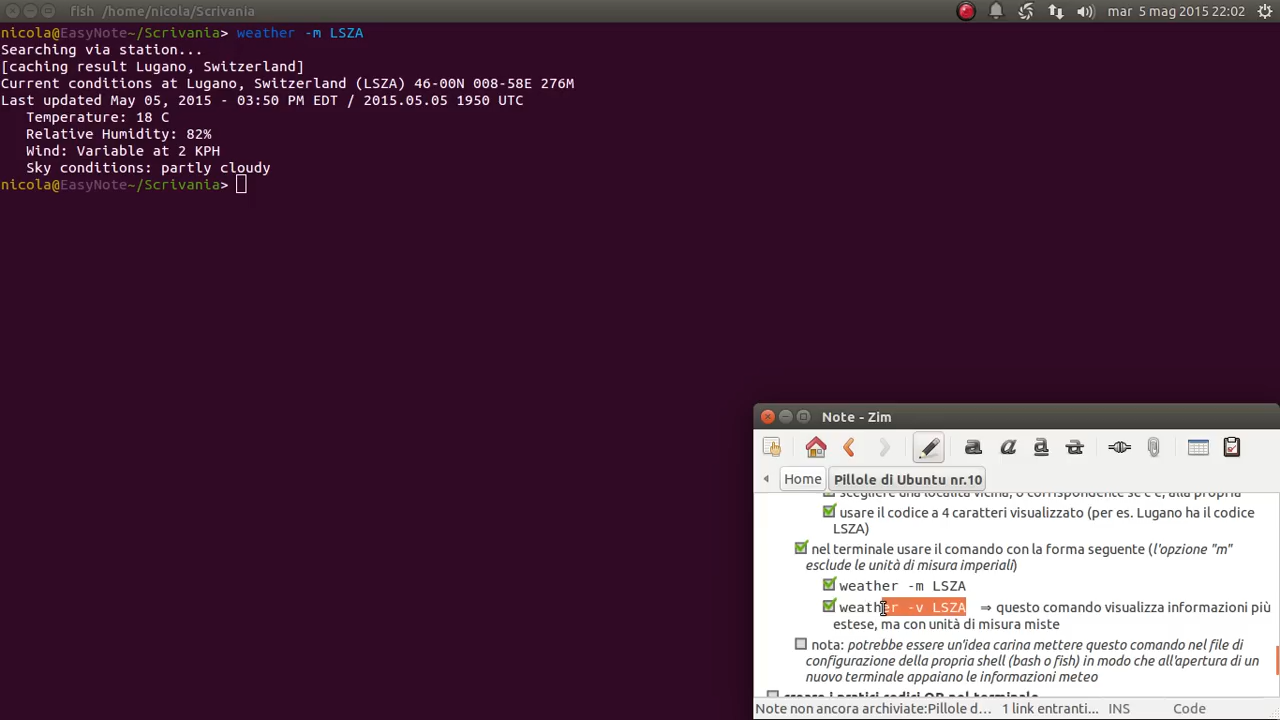 fish /home/nicola/Scrivania
mar 5 mag 2015 22:02
nicola@EasyNote~/Scrivania> weather -m LSZA
Searching via station...
[caching result Lugano, Switzerland]
Current conditions at Lugano, Switzerland (LSZA) 46-00N 008-58E 276M
Last updated May 05, 2015 - 03:50 PM EDT / 2015.05.05 1950 UTC
Temperature: 18 C
Relative Humidity: 82%
Wind: Variable at 2 KPH
Sky conditions: partly cloudy
nicola@EasyNote~/Scrivania>
Note - Zim
Home
Pillole di Ubuntu nr.10
scegliere una località vicina, o corrispondente se c'è, alla propria
usare il codice a 4 caratteri visualizzato (per es. Lugano ha il codice
LSZA)
nel terminale usare il comando con la forma seguente (l'opzione "m"
esclude le unità di misura imperiali)
weather -m LSZA
weather -v LSZA ⇒ questo comando visualizza informazioni più
estese, ma con unità di misura miste
nota: potrebbe essere un'idea carina mettere questo comando nel file di
configurazione della propria shell (bash o fish) in modo che all'apertura di un
nuovo terminale appaiano le informazioni meteo
creare i pratici codici QR nel terminale
Note non ancora archiviate:Pillole d...
1 link entranti...
INS
Code